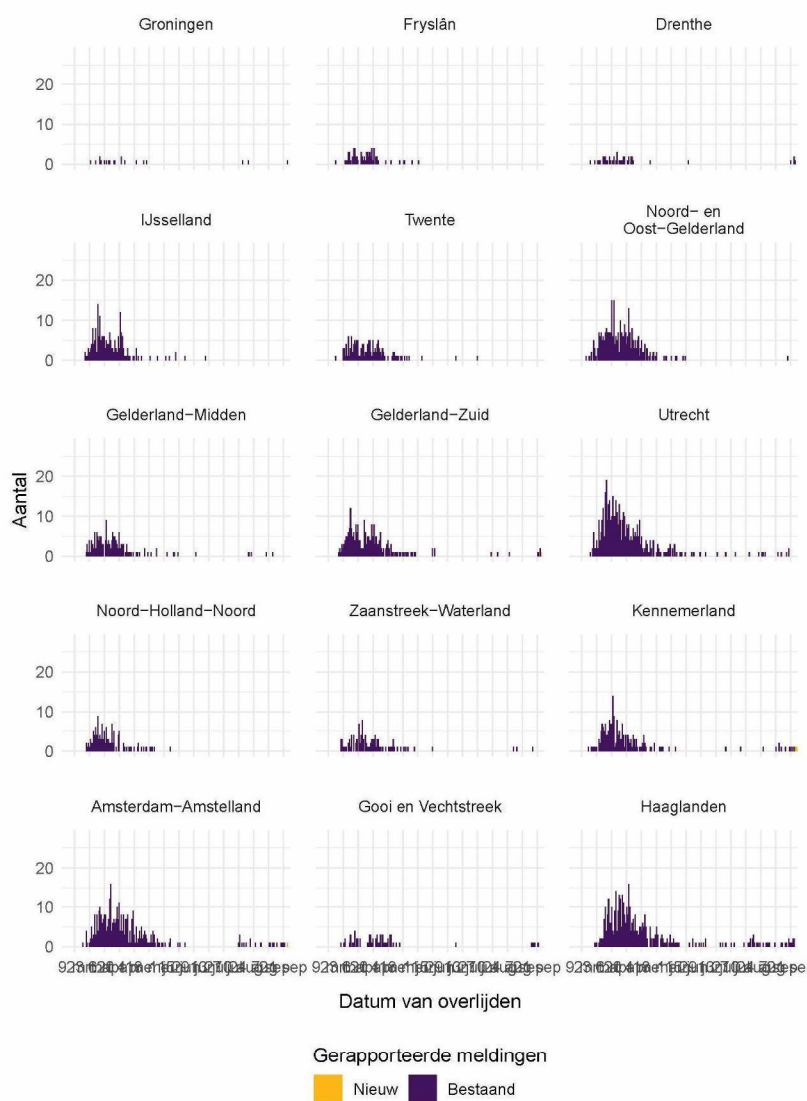 Groningen Fryslân Drenthe
20
10
0
IJsselland Twente Noord− en
Oost−Gelderland
20
10
0
Gelderland−Midden Gelderland−Zuid Utrecht
20
10
0
Noord−Holland−Noord Zaanstreek−Waterland Kennemerland
20
10
0
Amsterdam−Amstelland Gooi en Vechtstreek Haaglanden
20
10
0
Aantal
Datum van overlijden
Gerapporteerde meldingen
Nieuw Bestaand